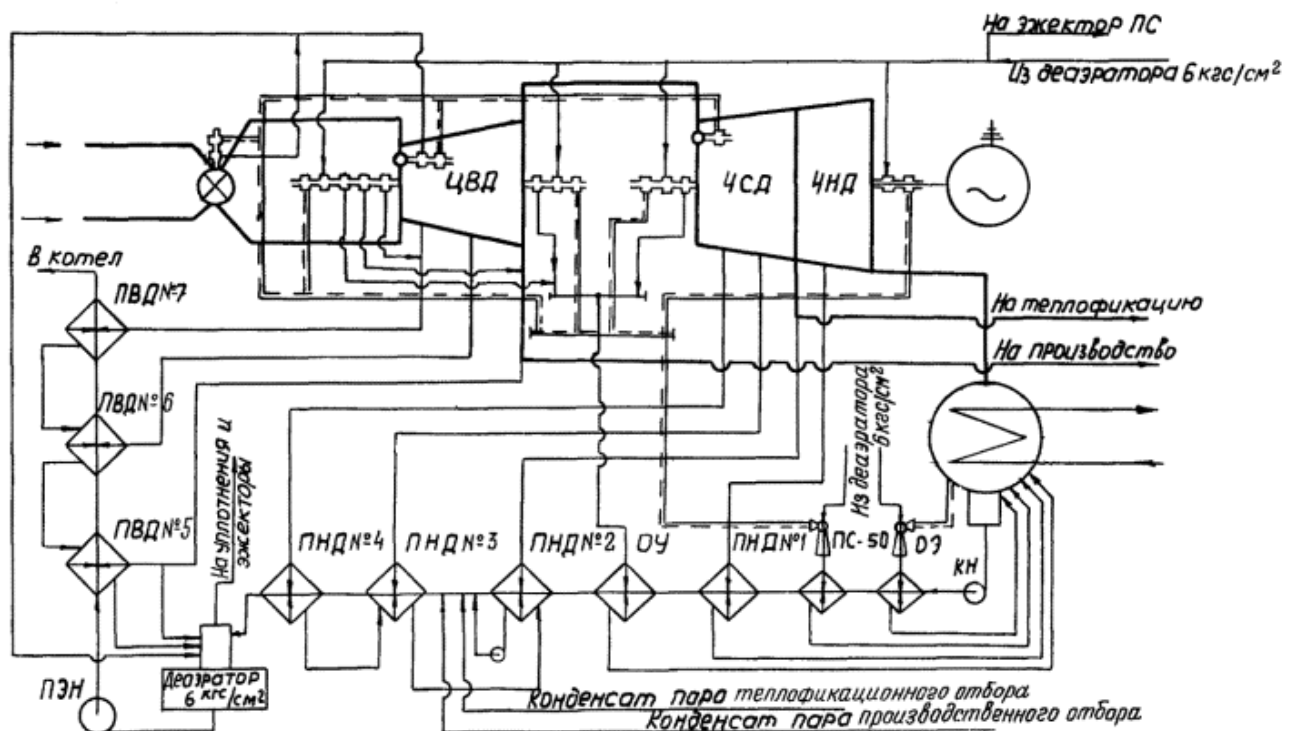 На эжектор ПС
Из деаэратора 6 кгс/см²
ЦВД
ЧСД
ЧНД
В котел
ПВД№7
На теплофикацию
На производство
ПВД№6
На уплотнения и
эжекторы
Из деаэратора
6кгс/см²
ПВД№5
ПНД№4
ПНД№3
ПНД№2
ОУ
ПНД№1
ПС-50
ОЭ
КН
ПЭН
Деаэратор
6 кгс/см²
Конденсат пара теплофикационного отбора
Конденсат пара производственного отбора